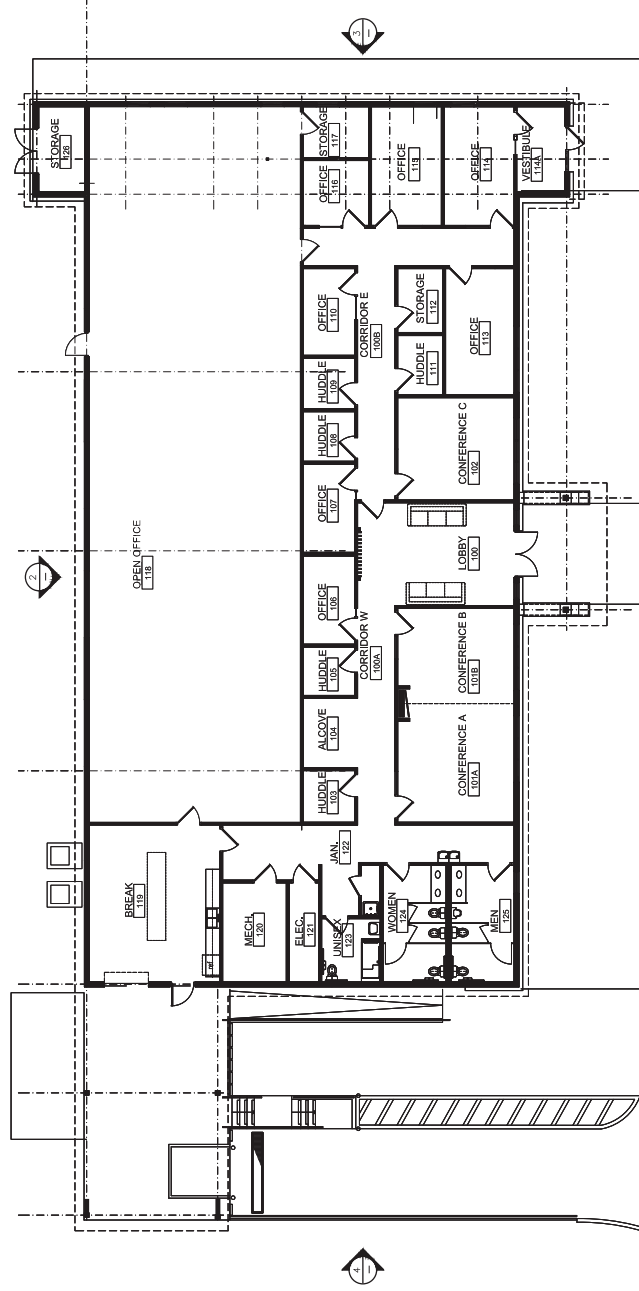 3
1
STORAGE
126
STORAGE
117
OFFICE
116
OFFICE
115
OFFICE
114
VESTIBULE
114A
OFFICE
110
CORRIDOR E
100B
STORAGE
112
OFFICE
113
HUDDLE
109
HUDDLE
111
HUDDLE
108
CONFERENCE C
102
OFFICE
107
2
1
OPEN OFFICE
118
LOBBY
100
OFFICE
106
CORRIDOR W
100A
CONFERENCE B
101B
HUDDLE
105
ALCOVE
104
CONFERENCE A
101A
HUDDLE
103
JAN.
122
BREAK
119
MECH.
120
ELEC.
121
UNISEX
123
WOMEN
124
MEN
125
4
1